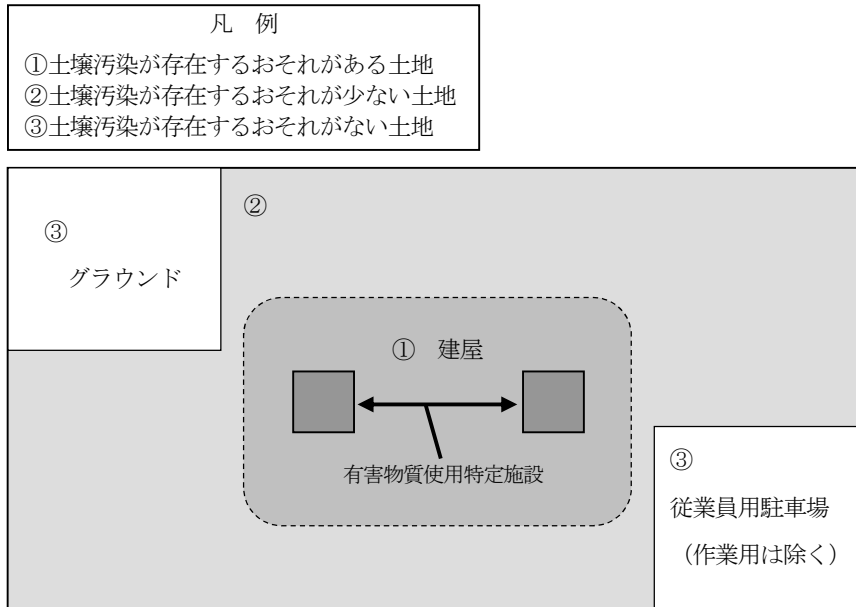 凡 例
①土壌汚染が存在するおそれがある土地
②土壌汚染が存在するおそれが少ない土地
③土壌汚染が存在するおそれがない土地
②
③
グラウンド
① 建屋
有害物質使用特定施設
③
従業員用駐車場
(作業用は除く)